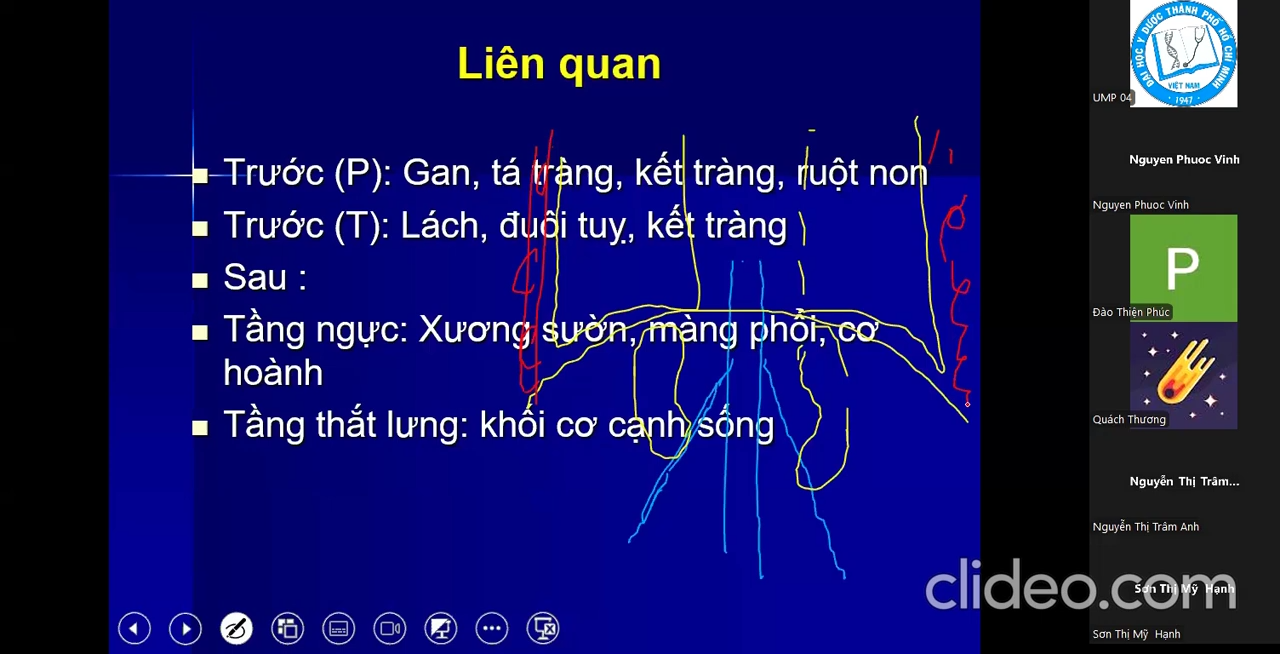 Liên quan
Trước (P): Gan, tá tràng, kết tràng, ruột non
Trước (T): Lách, đuôi tuỵ, kết tràng
Sau :
Tầng ngực: Xương sườn, màng phổi, cơ
hoành
Tầng thắt lưng: khối cơ cạnh sống
ĐẠI HỌC Y DƯỢC THÀNH PHỐ HỒ CHÍ MINH
VIỆT NAM
1947
UMP 04
Nguyen Phuoc Vinh
Nguyen Phuoc Vinh
P
Đào Thiện Phúc
Quách Thương
Nguyễn Thị Trâm...
Nguyễn Thị Trâm Anh
Sơn Thị Mỹ Hạnh
Sơn Thị Mỹ Hạnh
clideo.com